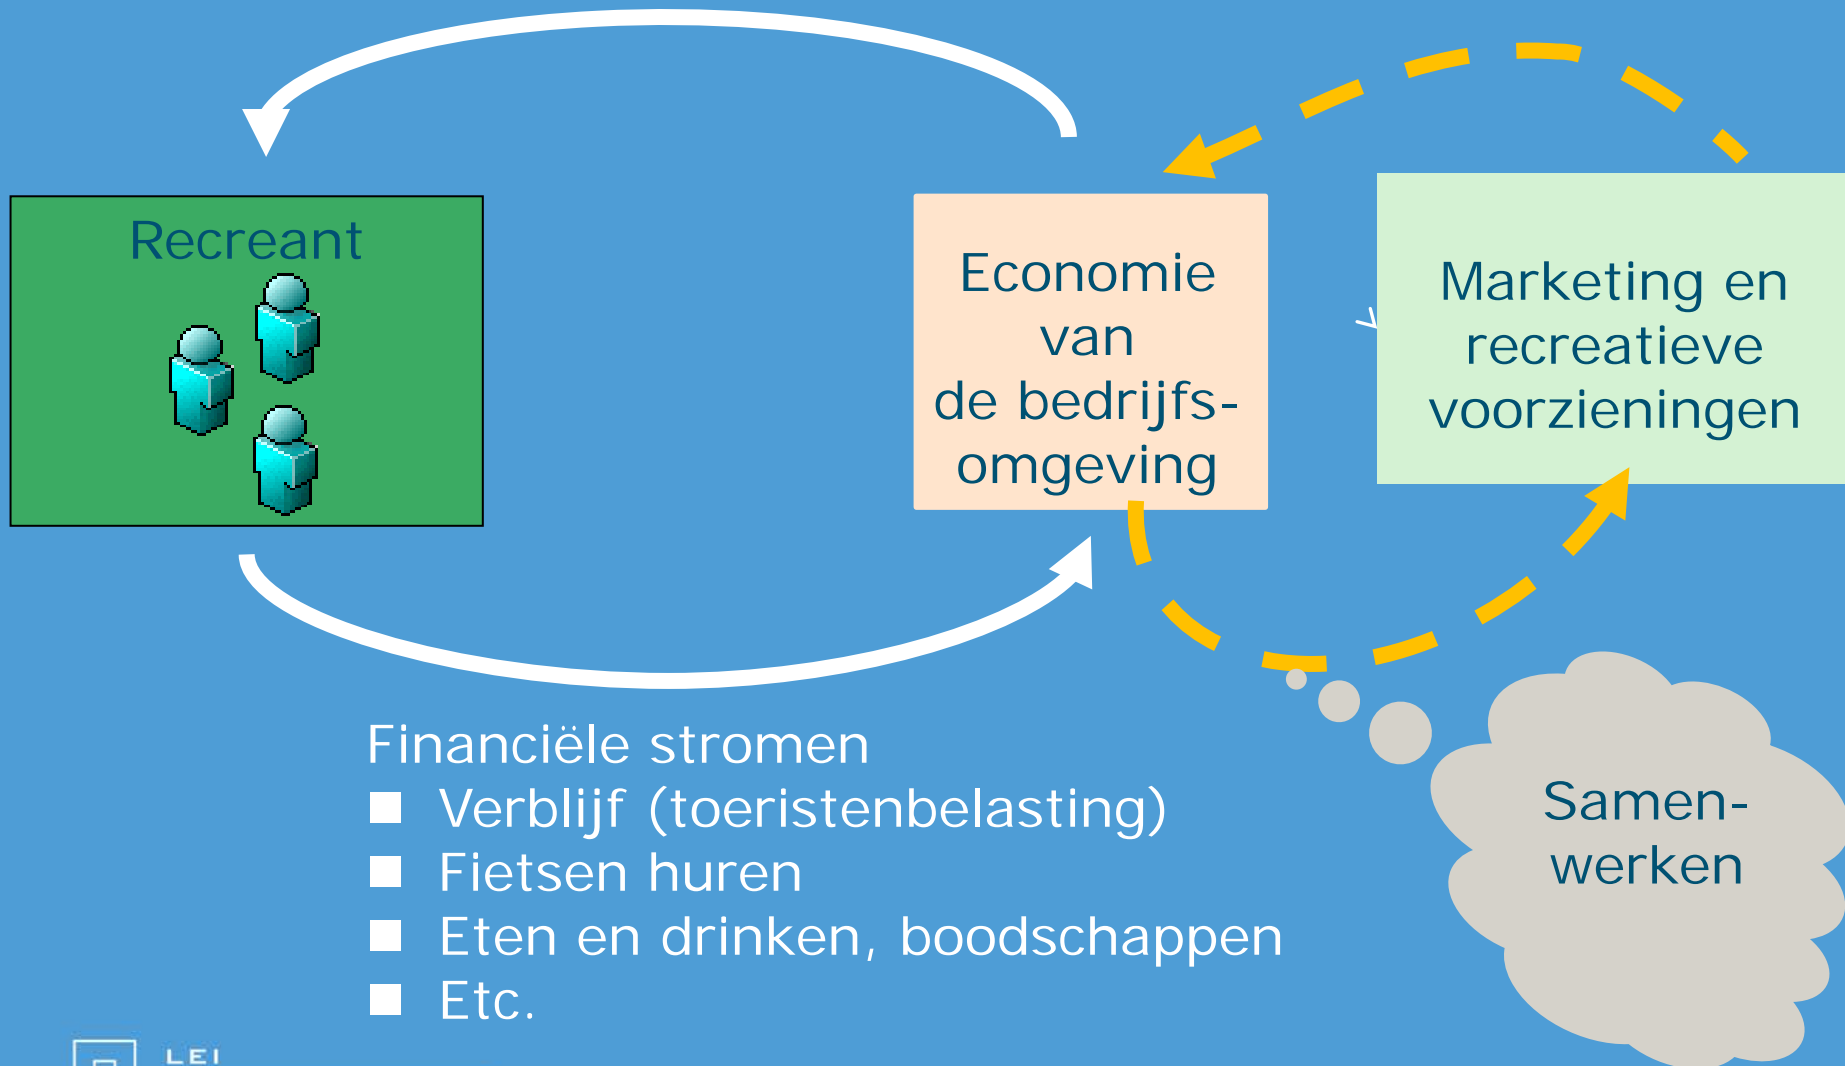 Recreant
Economie
van
de bedrijfs-
omgeving
Marketing en
recreatieve
voorzieningen
Financiële stromen
Verblijf (toeristenbelasting)
Fietsen huren
Eten en drinken, boodschappen
Etc.
Samen-
werken
LEI